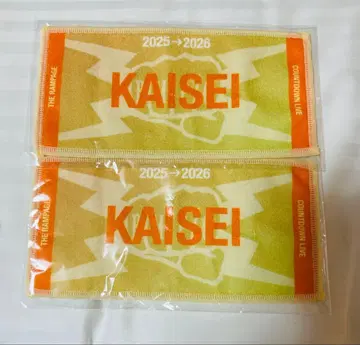 2025→2026
THE RAMPAGE
KAISEI
COUNTDOWN LIVE
2025→2026
THE RAMPAGE
KAISEI
COUNTDOWN LIVE